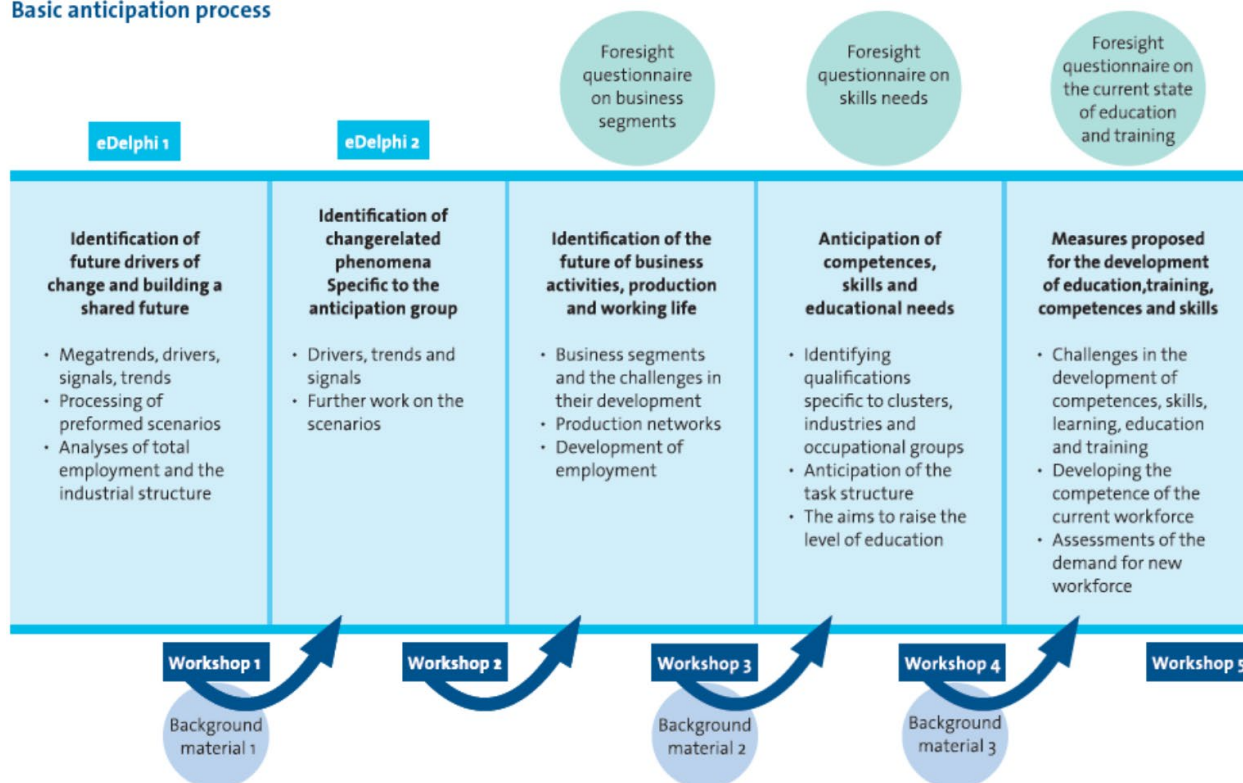 Basic anticipation process
Foresight
questionnaire
on business
segments
Foresight
questionnaire on
skills needs
Foresight
questionnaire on
the current state
of education
and training
eDelphi 1
eDelphi 2
Identification of
future drivers of
change and building a
shared future
• Megatrends, drivers,
signals, trends
• Processing of
preformed scenarios
• Analyses of total
employment and the
industrial structure
Identification of
changerelated
phenomena
Specific to the
anticipation group
• Drivers, trends and
signals
• Further work on the
scenarios
Identification of the
future of business
activities, production
and working life
• Business segments
and the challenges in
their development
• Production networks
• Development of
employment
Anticipation of
competences,
skills and
educational needs
• Identifying
qualifications
specific to clusters,
industries and
occupational groups
• Anticipation of the
task structure
• The aims to raise the
level of education
Measures proposed
for the development
of education,training,
competences and skills
• Challenges in the
development of
competences, skills,
learning, education
and training
• Developing the
competence of the
current workforce
• Assessments of the
demand for new
workforce
Workshop 1
Workshop 2
Workshop 3
Workshop 4
Workshop 5
Background
material 1
Background
material 2
Background
material 3